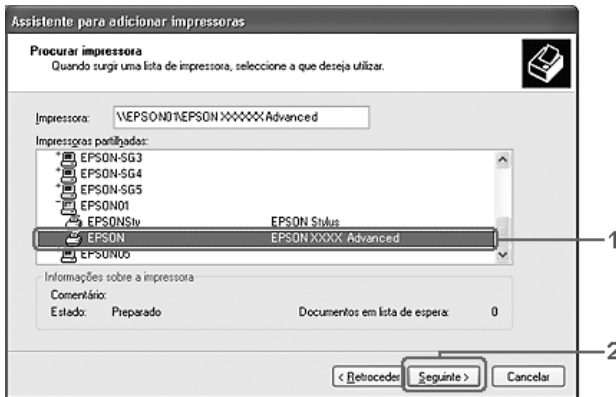 Assistente para adicionar impressoras
Procurar impressora
Quando surgir uma lista de impressora, seleccione a que deseja utilizar.
Impressora: \\EPSON01\EPSON XXXXXX Advanced
Impressoras partilhadas:
EPSON-SG3
EPSON-SG4
EPSON-SG5
EPSON01
EPSONSty EPSON Stylus
EPSON EPSON XXXX Advanced
1
EPSON05
Informações sobre a impressora
Comentário:
Estado: Preparado Documentos em lista de espera: 0
2
< Retroceder Seguinte > Cancelar